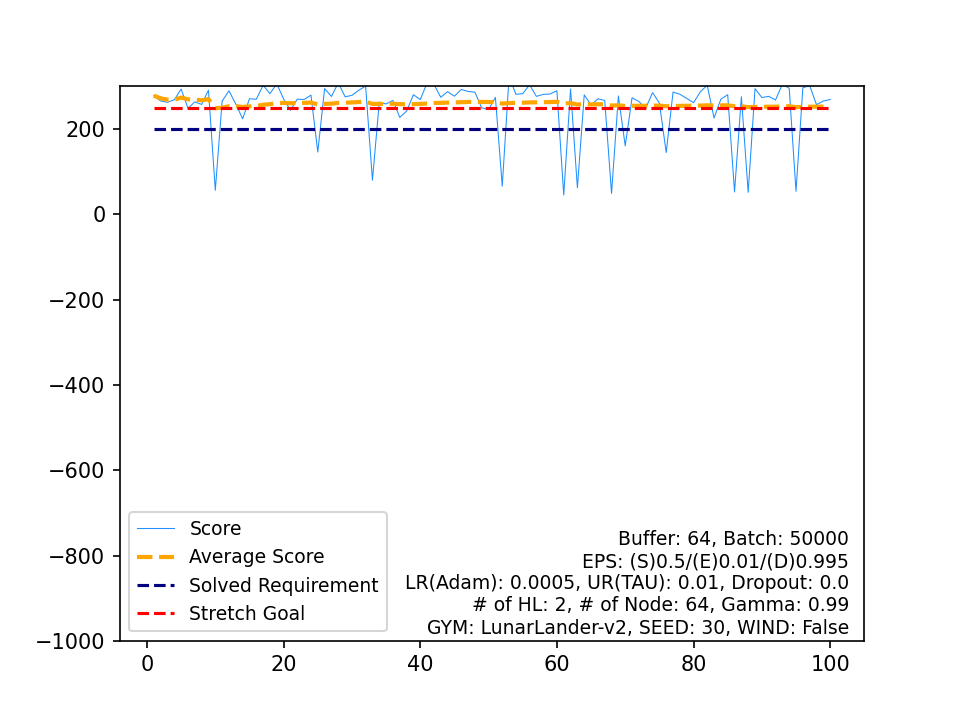 200
0
−200
−400
−600
−800
−1000
0
20
40
60
80
100
Score
Average Score
Solved Requirement
Stretch Goal
Buffer: 64, Batch: 50000
EPS: (S)0.5/(E)0.01/(D)0.995
LR(Adam): 0.0005, UR(TAU): 0.01, Dropout: 0.0
# of HL: 2, # of Node: 64, Gamma: 0.99
GYM: LunarLander-v2, SEED: 30, WIND: False